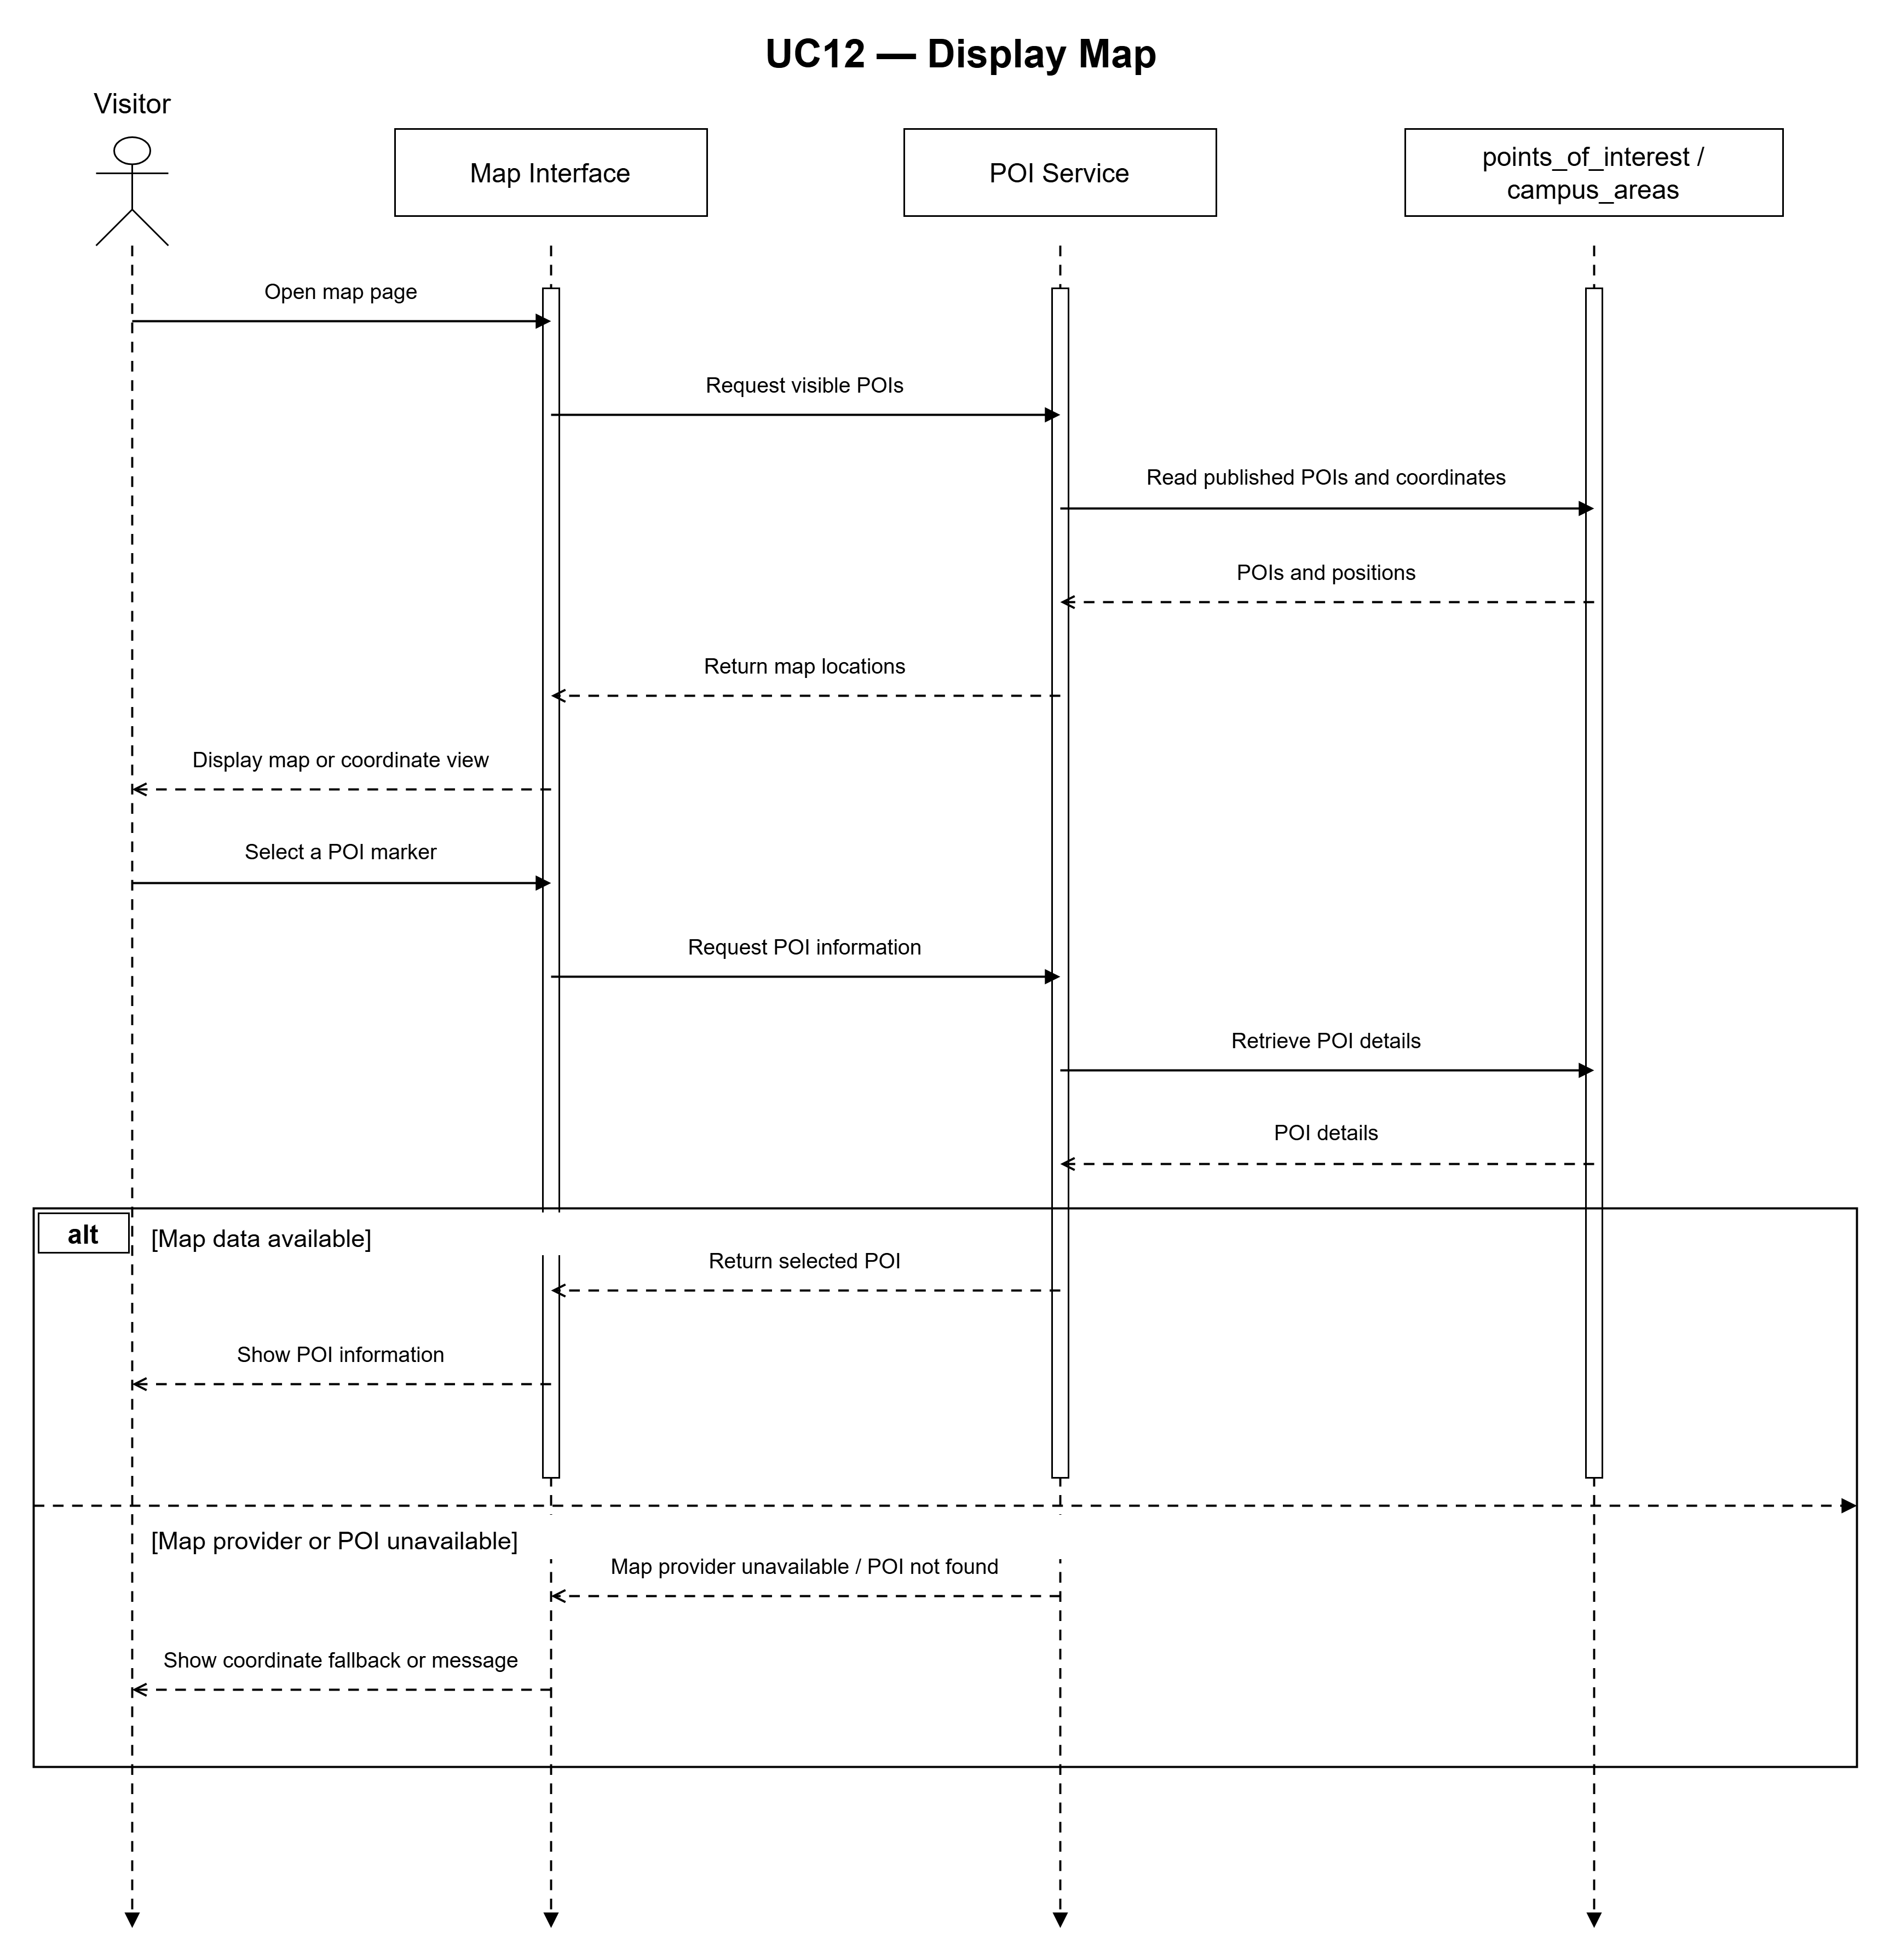 UC12 — Display Map
Visitor
Map Interface
POI Service
points_of_interest /
campus_areas
Open map page
Request visible POIs
Read published POIs and coordinates
POIs and positions
Return map locations
Display map or coordinate view
Select a POI marker
Request POI information
Retrieve POI details
POI details
alt
[Map data available]
Return selected POI
Show POI information
[Map provider or POI unavailable]
Map provider unavailable / POI not found
Show coordinate fallback or message